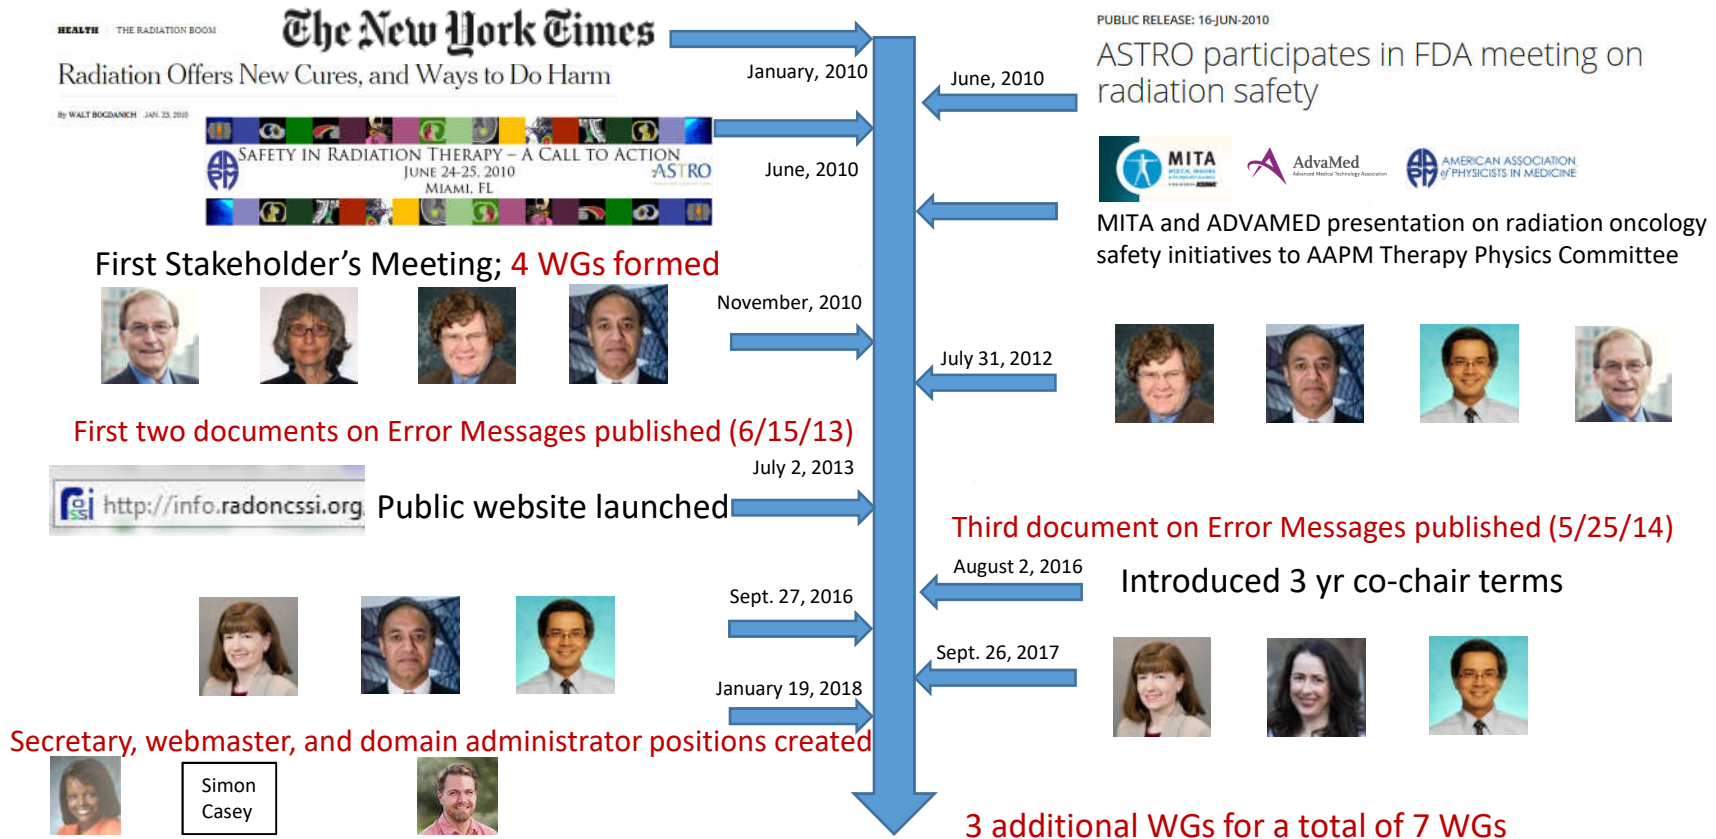 HEALTH | THE RADIATION BOOM
The New York Times
Radiation Offers New Cures, and Ways to Do Harm
By WALT BOGDANICH JAN. 23, 2010
January, 2010
SAFETY IN RADIATION THERAPY – A CALL TO ACTION
JUNE 24-25, 2010
MIAMI, FL
ASTRO
June, 2010
PUBLIC RELEASE: 16-JUN-2010
ASTRO participates in FDA meeting on
radiation safety
June, 2010
MITA
MEDICAL IMAGING
AdvaMed
Advanced Medical Technology Association
AMERICAN ASSOCIATION
of PHYSICISTS IN MEDICINE
MITA and ADVAMED presentation on radiation oncology
safety initiatives to AAPM Therapy Physics Committee
First Stakeholder’s Meeting; 4 WGs formed
November, 2010
July 31, 2012
First two documents on Error Messages published (6/15/13)
July 2, 2013
http://info.radoncssi.org
Public website launched
Third document on Error Messages published (5/25/14)
August 2, 2016
Introduced 3 yr co-chair terms
Sept. 27, 2016
Sept. 26, 2017
January 19, 2018
Secretary, webmaster, and domain administrator positions created
Simon
Casey
3 additional WGs for a total of 7 WGs